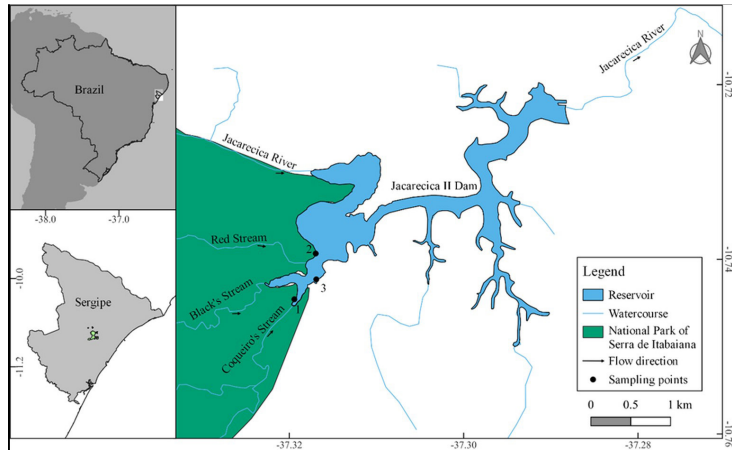 Brazil
-38.0
-37.0
-10.0
-11.2
Sergipe
Jacarecica River
N
-10.72
Jacarecica River
Jacarecica II Dam
Red Stream
2
-10.74
Black's Stream
3
1
Coqueiro's Stream
Legend
Reservoir
Watercourse
National Park of
Serra de Itabaiana
Flow direction
Sampling points
0 0.5 1 km
-10.76
-37.32
-37.30
-37.28